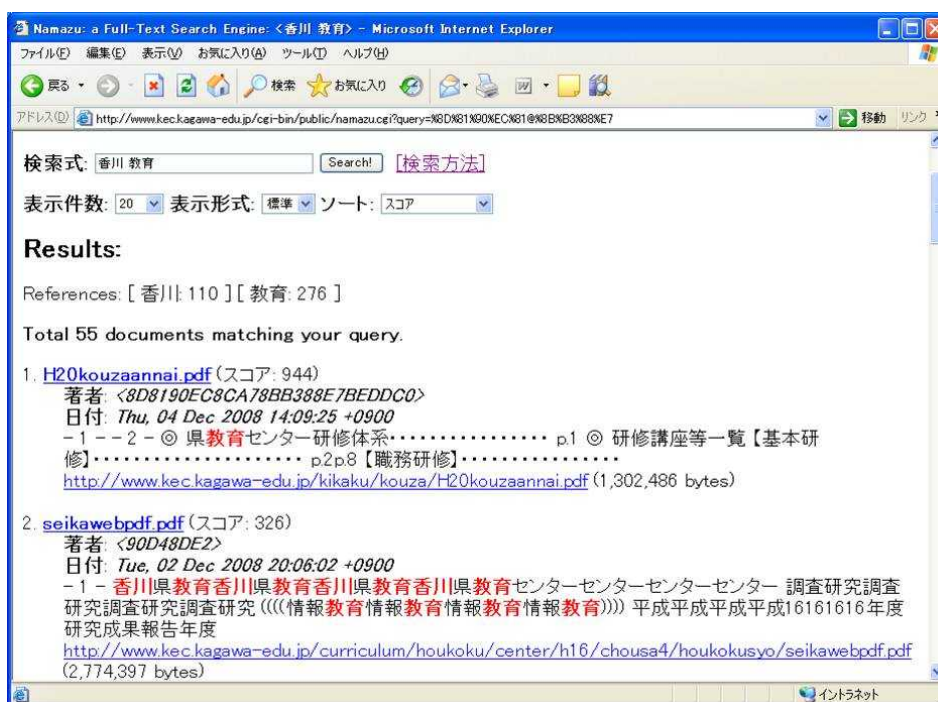 Namazu: a Full-Text Search Engine: <香川 教育> - Microsoft Internet Explorer
ファイル(F) 編集(E) 表示(V) お気に入り(A) ツール(T) ヘルプ(H)
戻る 検索 お気に入り
アドレス(D) http://www.kec.kagawa-edu.jp/cgi-bin/public/namazu.cgi?query=%8D%81%90%EC%81@%8B%B3%88%E7 移動 リンク
検索式: 香川 教育 Search! [検索方法]
表示件数: 20 表示形式: 標準 ソート: スコア
Results:
References: [ 香川: 110 ] [ 教育: 276 ]
Total 55 documents matching your query.
1. H20kouzaannai.pdf (スコア: 944)
著者: <8D8190EC8CA78BB388E7BEDDC0>
日付: Thu, 04 Dec 2008 14:09:25 +0900
- 1 - - 2 - ◎ 県教育センター研修体系・・・・・・・・・・・・・・・・ p.1 ◎ 研修講座等一覧【基本研
修】・・・・・・・・・・・・・・・・・・・・・ p.2p.8【職務研修】・・・・・・・・・・・・・・・・
http://www.kec.kagawa-edu.jp/kikaku/kouza/H20kouzaannai.pdf (1,302,486 bytes)
2. seikawebpdf.pdf (スコア: 326)
著者: <90D48DE2>
日付: Tue, 02 Dec 2008 20:06:02 +0900
- 1 - 香川県教育香川県教育香川県教育香川県教育センターセンターセンターセンター 調査研究調査
研究調査研究調査研究 ((((情報教育情報教育情報教育情報教育)))) 平成平成平成平成16161616年度
研究成果報告年度
http://www.kec.kagawa-edu.jp/curriculum/houkoku/center/h16/chousa4/houkokusyo/seikawebpdf.pdf
(2,774,397 bytes)
イントラネット